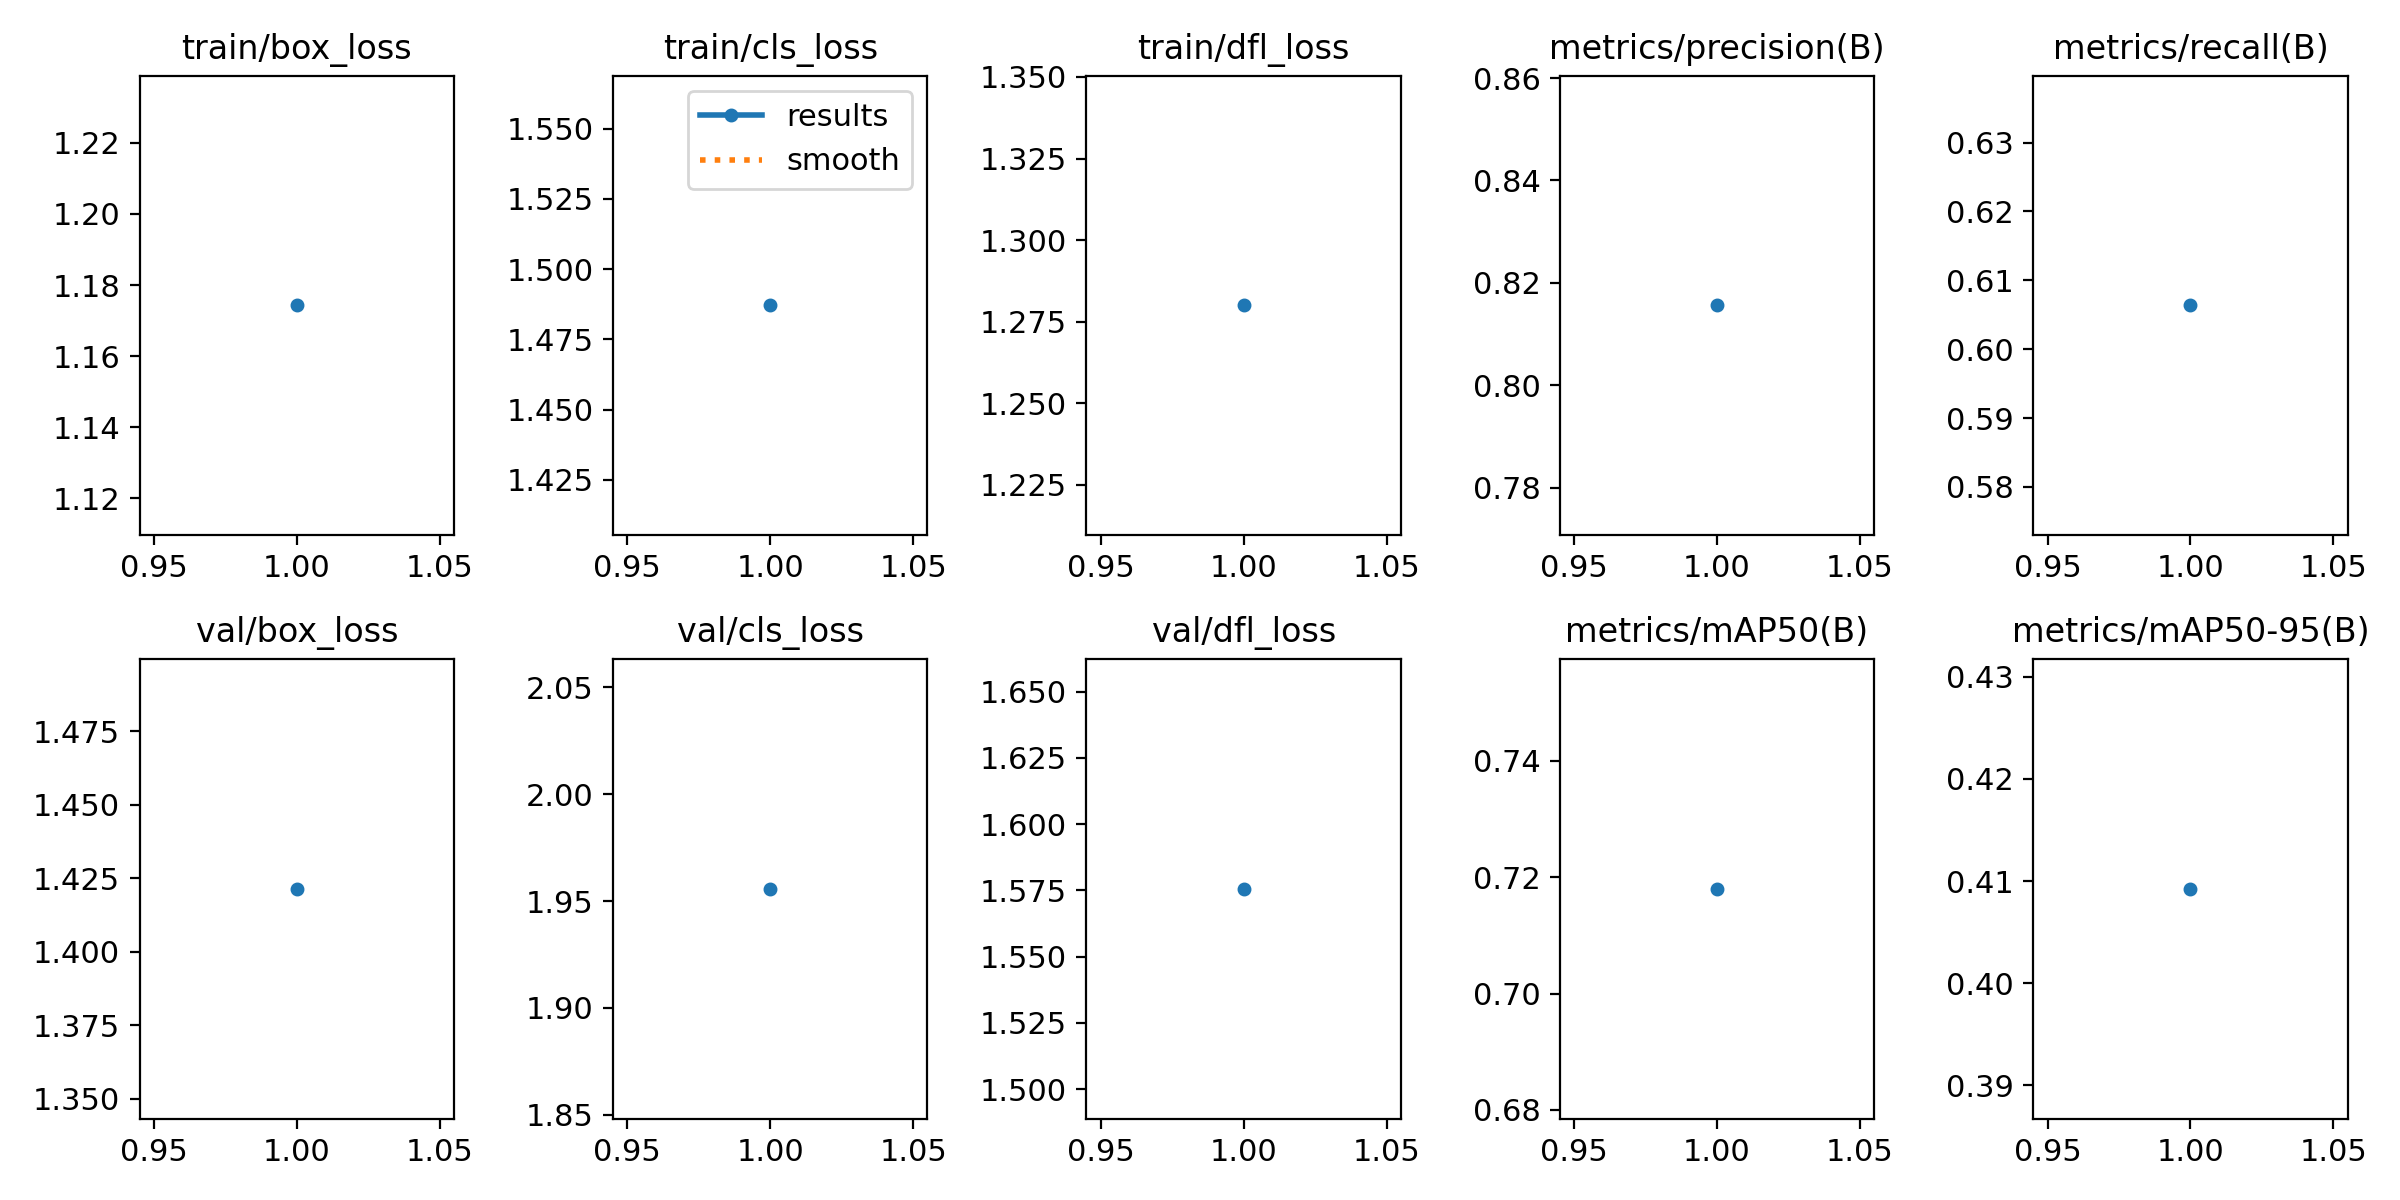 train/box_loss
1.22
1.20
1.18
1.16
1.14
1.12
0.95 1.00 1.05
train/cls_loss
results
smooth
1.550
1.525
1.500
1.475
1.450
1.425
0.95 1.00 1.05
train/dfl_loss
1.350
1.325
1.300
1.275
1.250
1.225
0.95 1.00 1.05
metrics/precision(B)
0.86
0.84
0.82
0.80
0.78
0.95 1.00 1.05
metrics/recall(B)
0.63
0.62
0.61
0.60
0.59
0.58
0.95 1.00 1.05
val/box_loss
1.475
1.450
1.425
1.400
1.375
1.350
0.95 1.00 1.05
val/cls_loss
2.05
2.00
1.95
1.90
1.85
0.95 1.00 1.05
val/dfl_loss
1.650
1.625
1.600
1.575
1.550
1.525
1.500
0.95 1.00 1.05
metrics/mAP50(B)
0.74
0.72
0.70
0.68
0.95 1.00 1.05
metrics/mAP50-95(B)
0.43
0.42
0.41
0.40
0.39
0.95 1.00 1.05